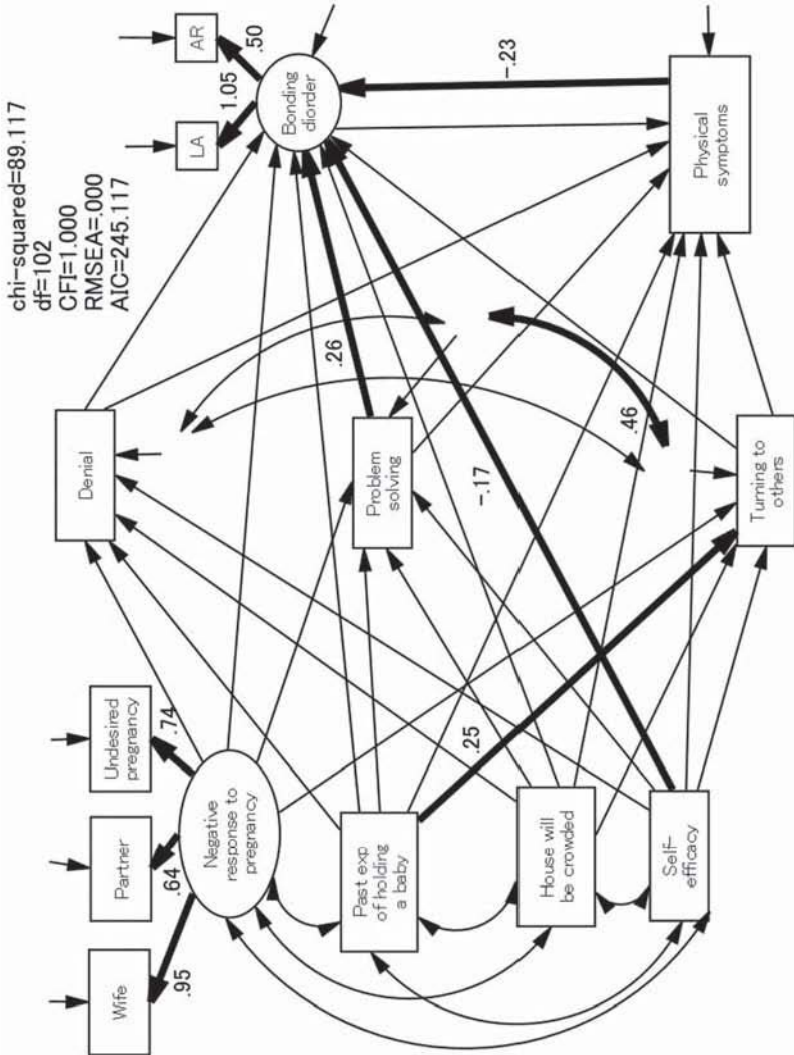 chi-squared=89.117
df=102
CFI=1.000
RMSEA=.000
AIC=245.117
Wife
Partner
Undesired
pregnancy
.95
.64
.74
Negative
response to
pregnancy
Past exp
of holding
a baby
House will
be crowded
Self-
efficacy
.25
Denial
Problem
solving
Turning to
others
.26
-.17
.46
LA
AR
1.05
.50
Bonding
diorder
-.23
Physical
symptoms